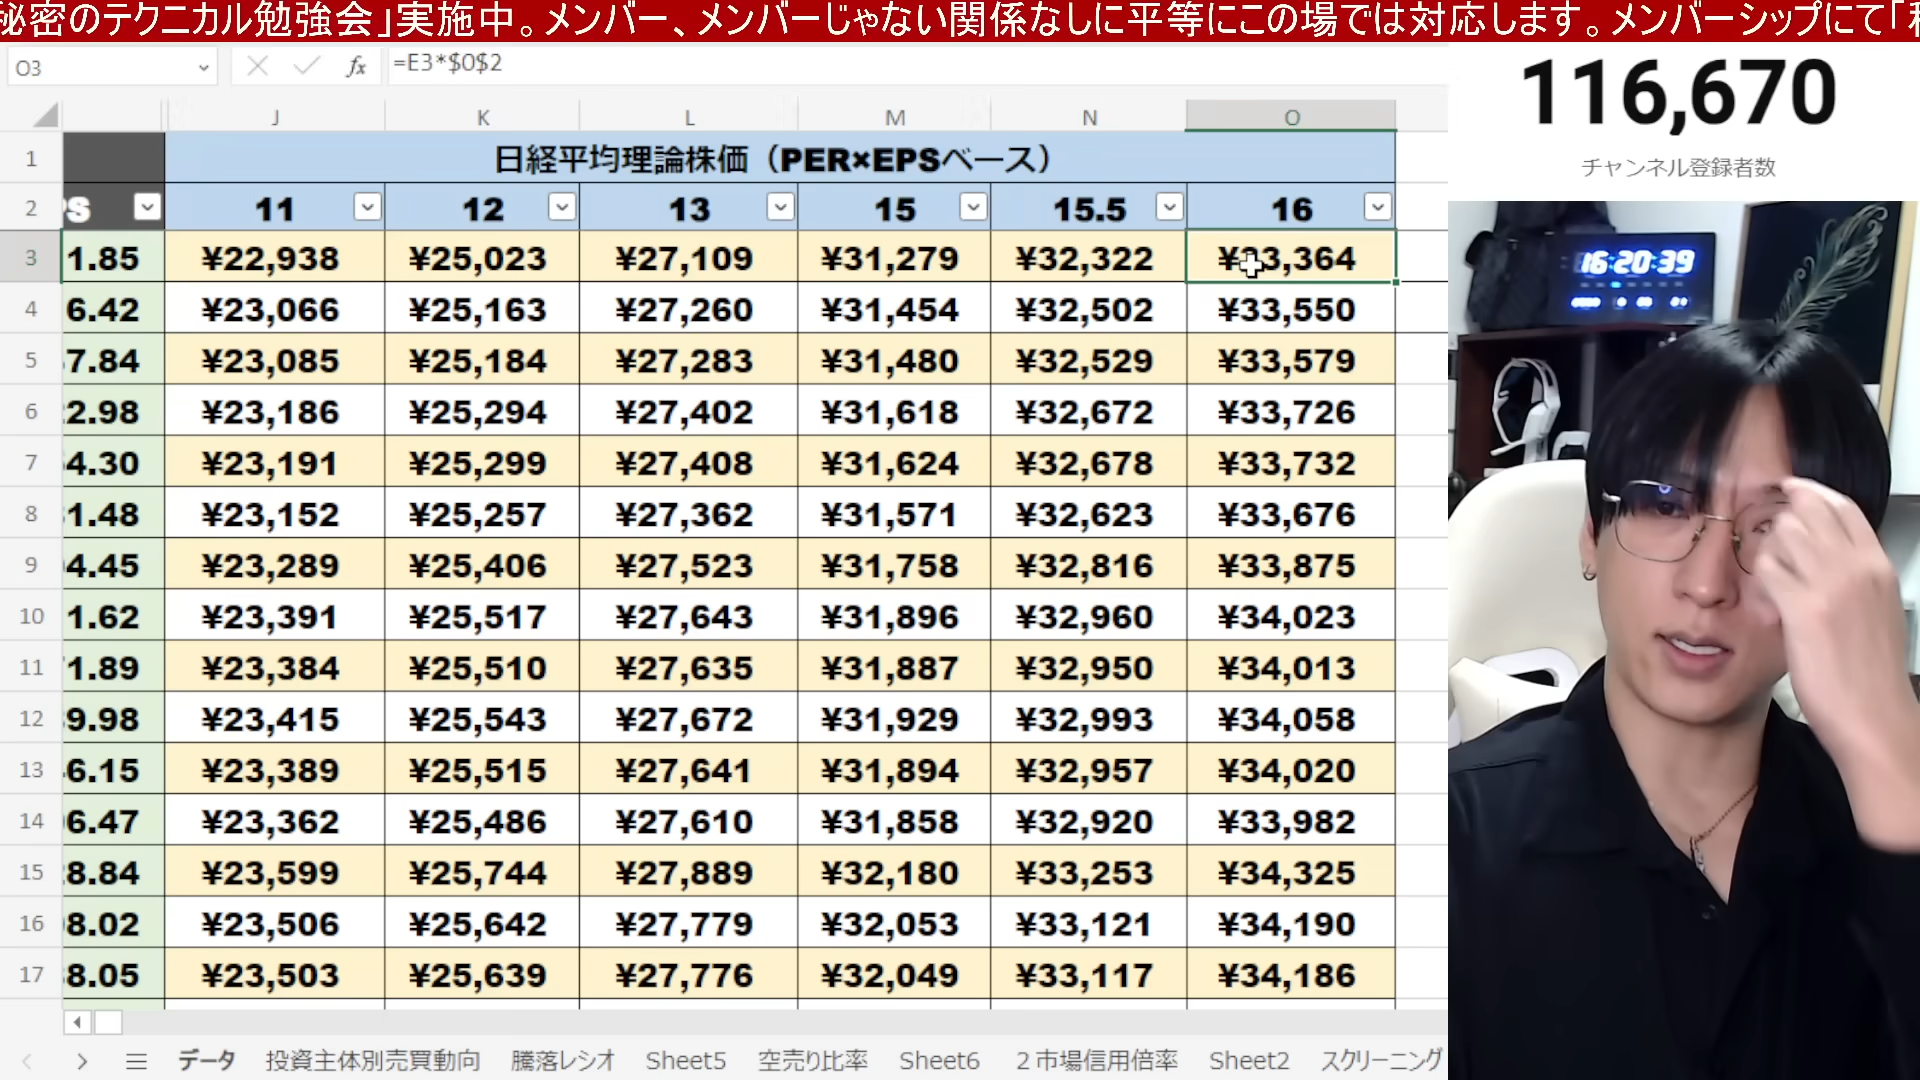 秘密のテクニカル勉強会」実施中。メンバー、メンバーじゃない関係なしに平等にこの場では対応します。メンバーシップにて「
O3 fx =E3*$O$2
116,670
チャンネル登録者数
J K L M N O
1 日経平均理論株価（PER×EPSベース）
2 PS 11 12 13 15 15.5 16
3 1.85 ¥22,938 ¥25,023 ¥27,109 ¥31,279 ¥32,322 ¥33,364
4 6.42 ¥23,066 ¥25,163 ¥27,260 ¥31,454 ¥32,502 ¥33,550
5 7.84 ¥23,085 ¥25,184 ¥27,283 ¥31,480 ¥32,529 ¥33,579
6 2.98 ¥23,186 ¥25,294 ¥27,402 ¥31,618 ¥32,672 ¥33,726
7 4.30 ¥23,191 ¥25,299 ¥27,408 ¥31,624 ¥32,678 ¥33,732
8 1.48 ¥23,152 ¥25,257 ¥27,362 ¥31,571 ¥32,623 ¥33,676
9 4.45 ¥23,289 ¥25,406 ¥27,523 ¥31,758 ¥32,816 ¥33,875
10 1.62 ¥23,391 ¥25,517 ¥27,643 ¥31,896 ¥32,960 ¥34,023
11 1.89 ¥23,384 ¥25,510 ¥27,635 ¥31,887 ¥32,950 ¥34,013
12 9.98 ¥23,415 ¥25,543 ¥27,672 ¥31,929 ¥32,993 ¥34,058
13 6.15 ¥23,389 ¥25,515 ¥27,641 ¥31,894 ¥32,957 ¥34,020
14 6.47 ¥23,362 ¥25,486 ¥27,610 ¥31,858 ¥32,920 ¥33,982
15 8.84 ¥23,599 ¥25,744 ¥27,889 ¥32,180 ¥33,253 ¥34,325
16 8.02 ¥23,506 ¥25,642 ¥27,779 ¥32,053 ¥33,121 ¥34,190
17 8.05 ¥23,503 ¥25,639 ¥27,776 ¥32,049 ¥33,117 ¥34,186
16:20:39
データ 投資主体別売買動向 騰落レシオ Sheet5 空売り比率 Sheet6 ２市場信用倍率 Sheet2 スクリーニング